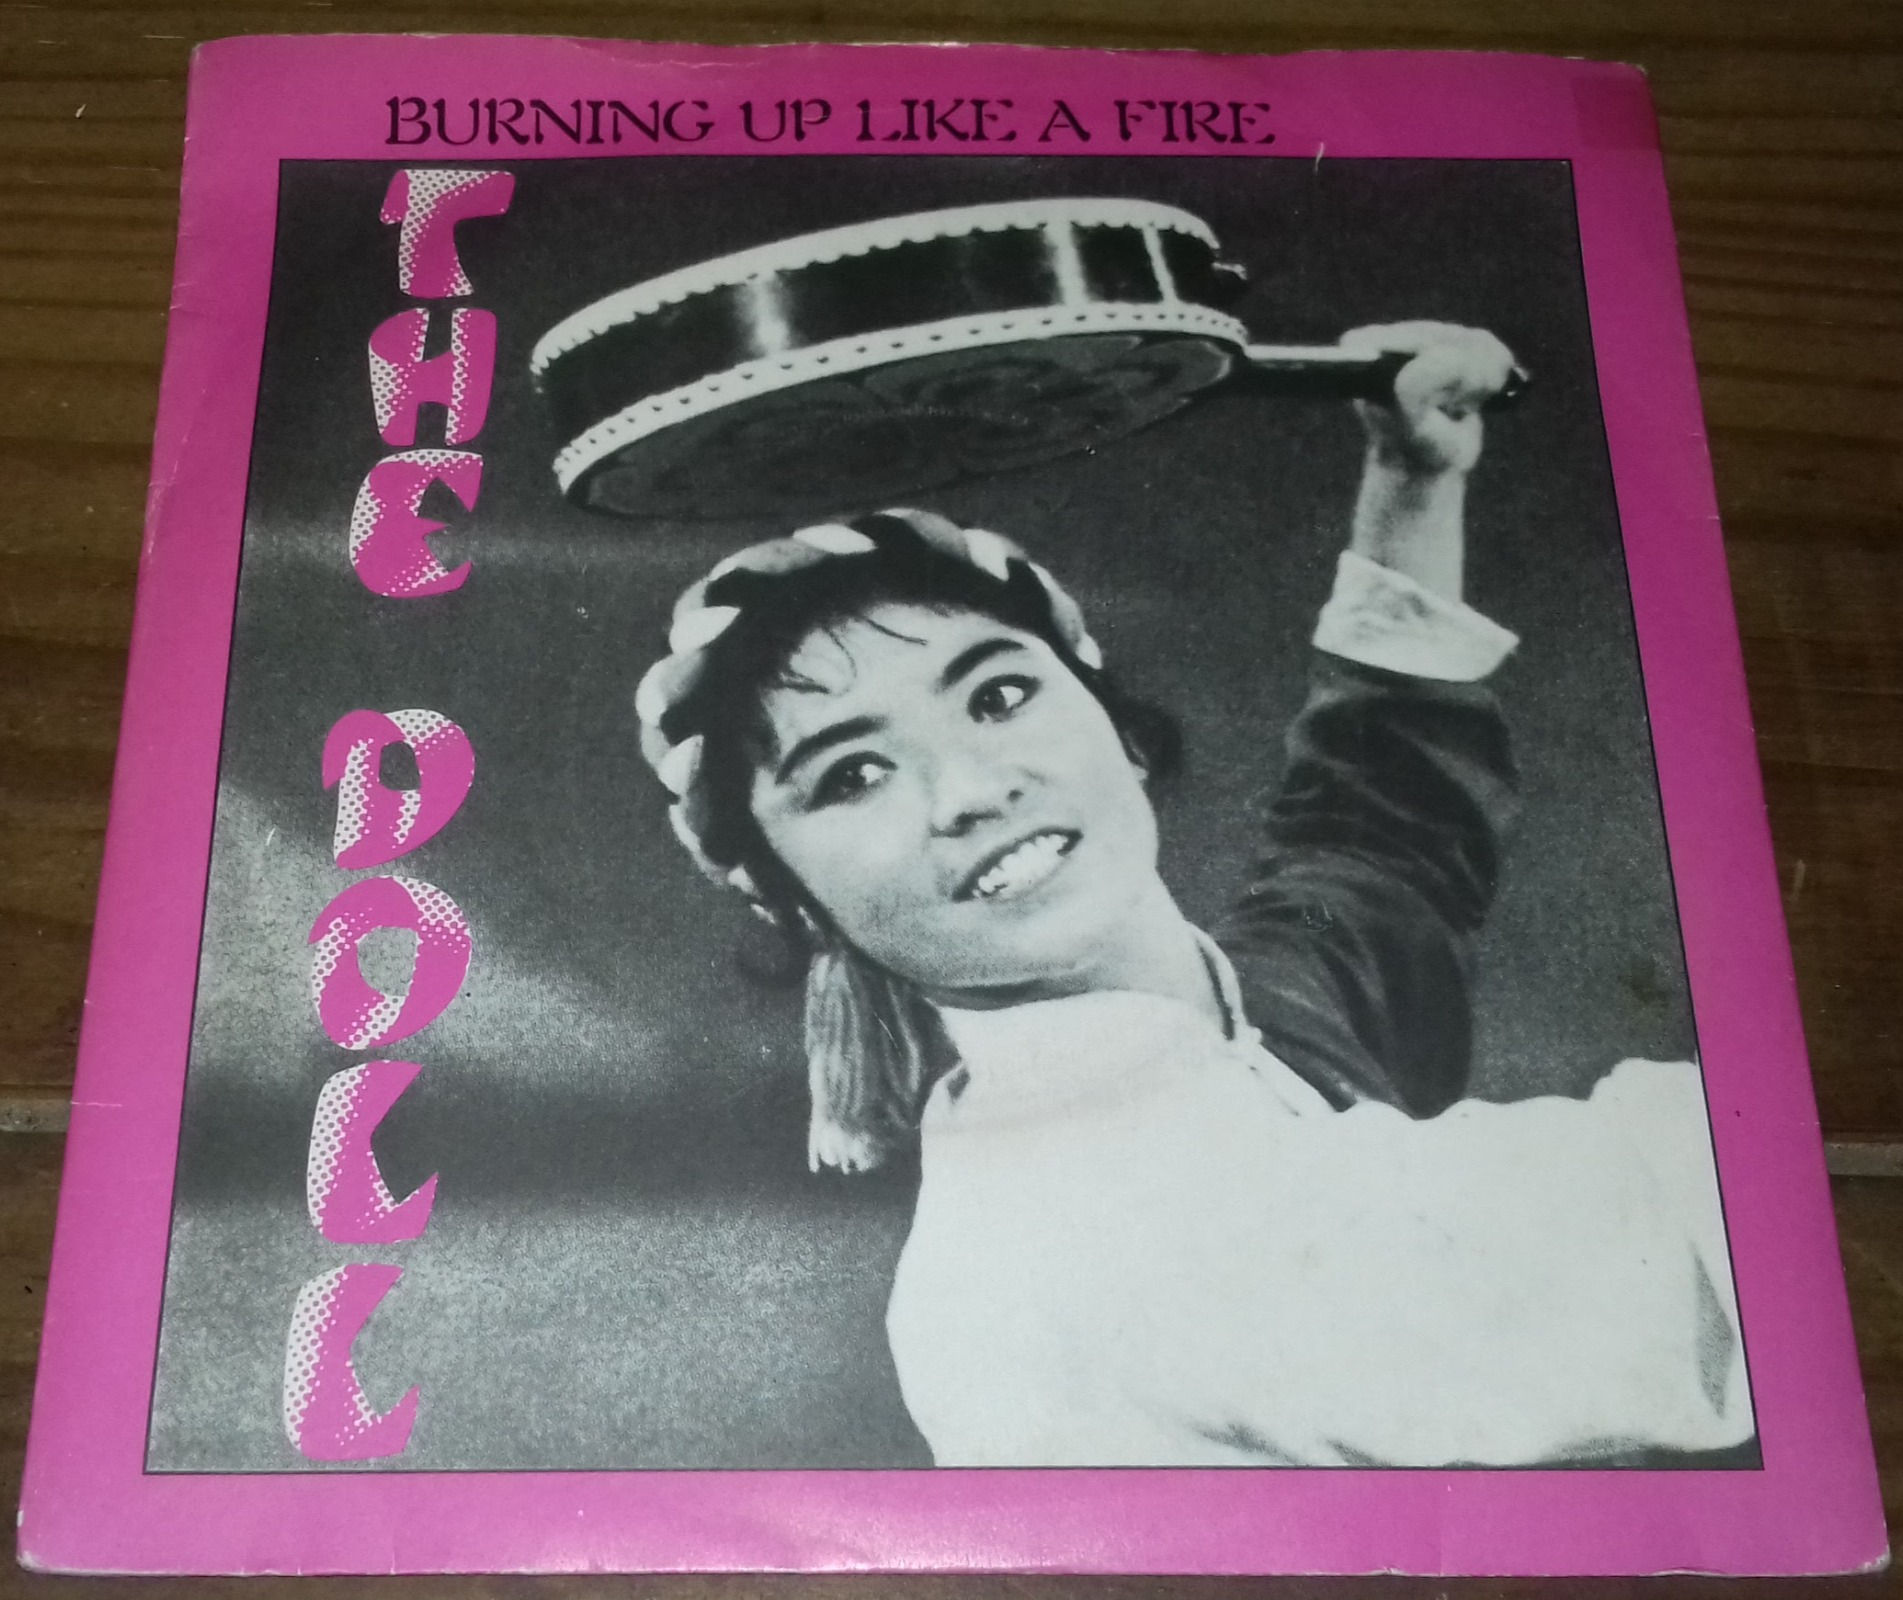 BURNING UP LIKE A FIRE
THE DOLL